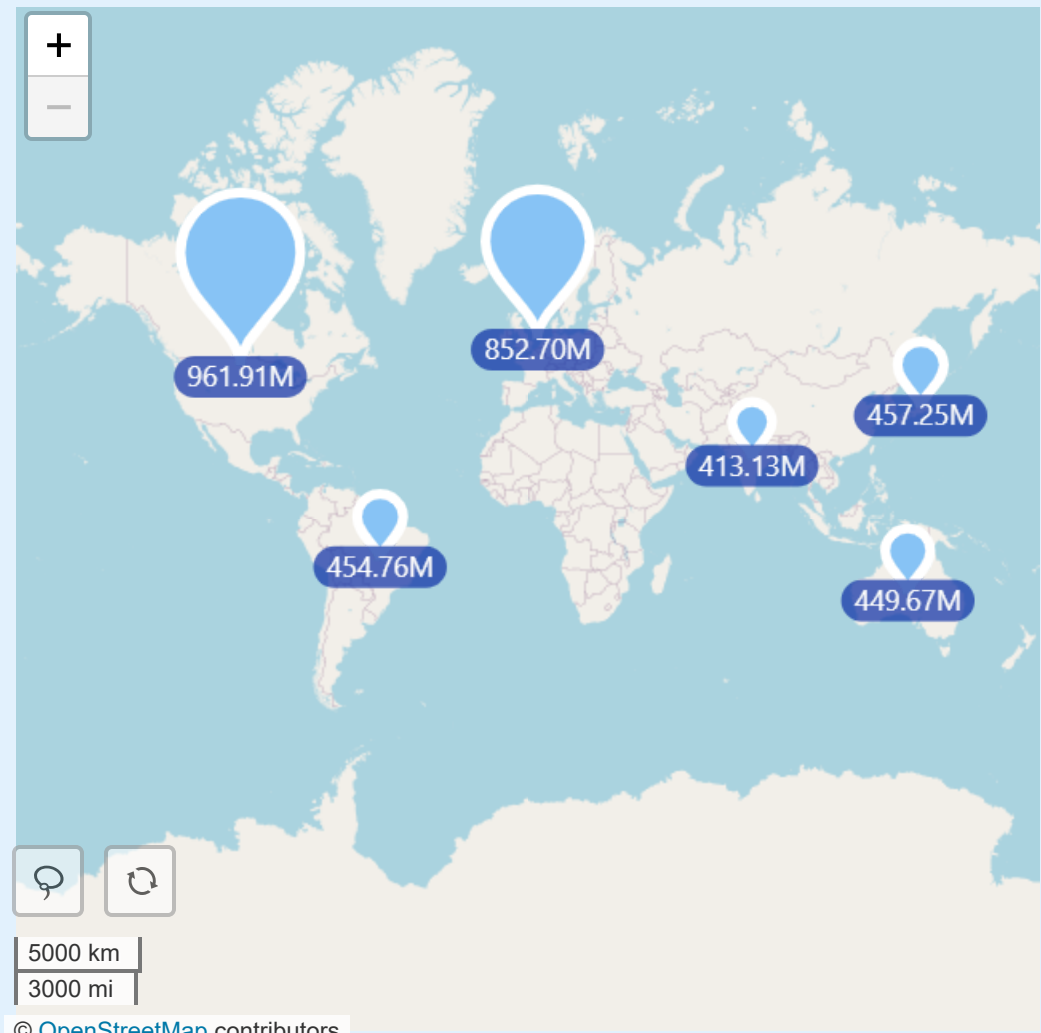 +
−
961.91M
852.70M
457.25M
413.13M
454.76M
449.67M
5000 km
3000 mi
© OpenStreetMap contributors